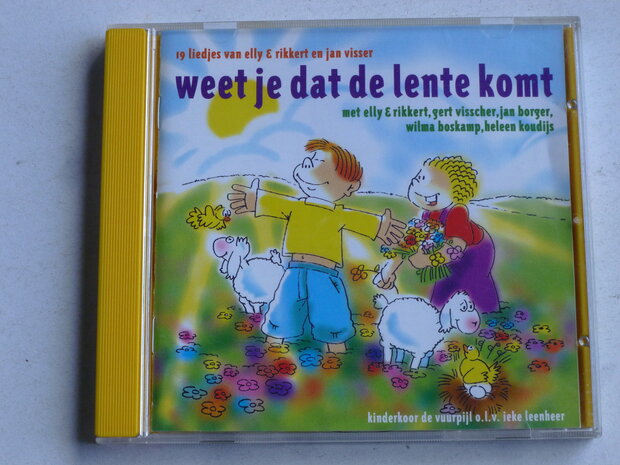 19 liedjes van elly & rikkert en jan visser
weet je dat de lente komt
met elly & rikkert, gert visscher, jan borger,
wilma boskamp, heleen koudijs
kinderkoor de vuurpijl o.l.v. ieke leenheer